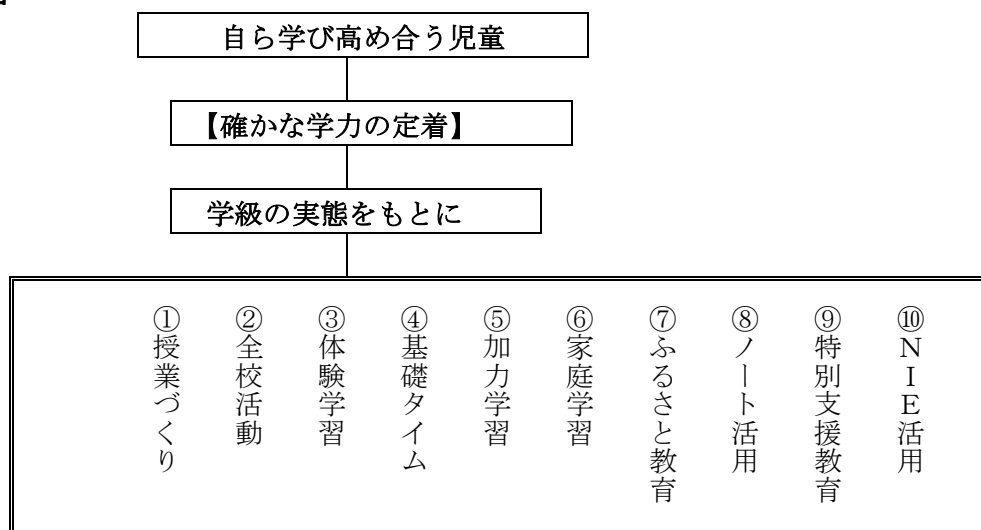 自ら学び高め合う児童
【確かな学力の定着】
学級の実態をもとに
①授業づくり
②全校活動
③体験学習
④基礎タイム
⑤加力学習
⑥家庭学習
⑦ふるさと教育
⑧ノート活用
⑨特別支援教育
⑩NIE活用